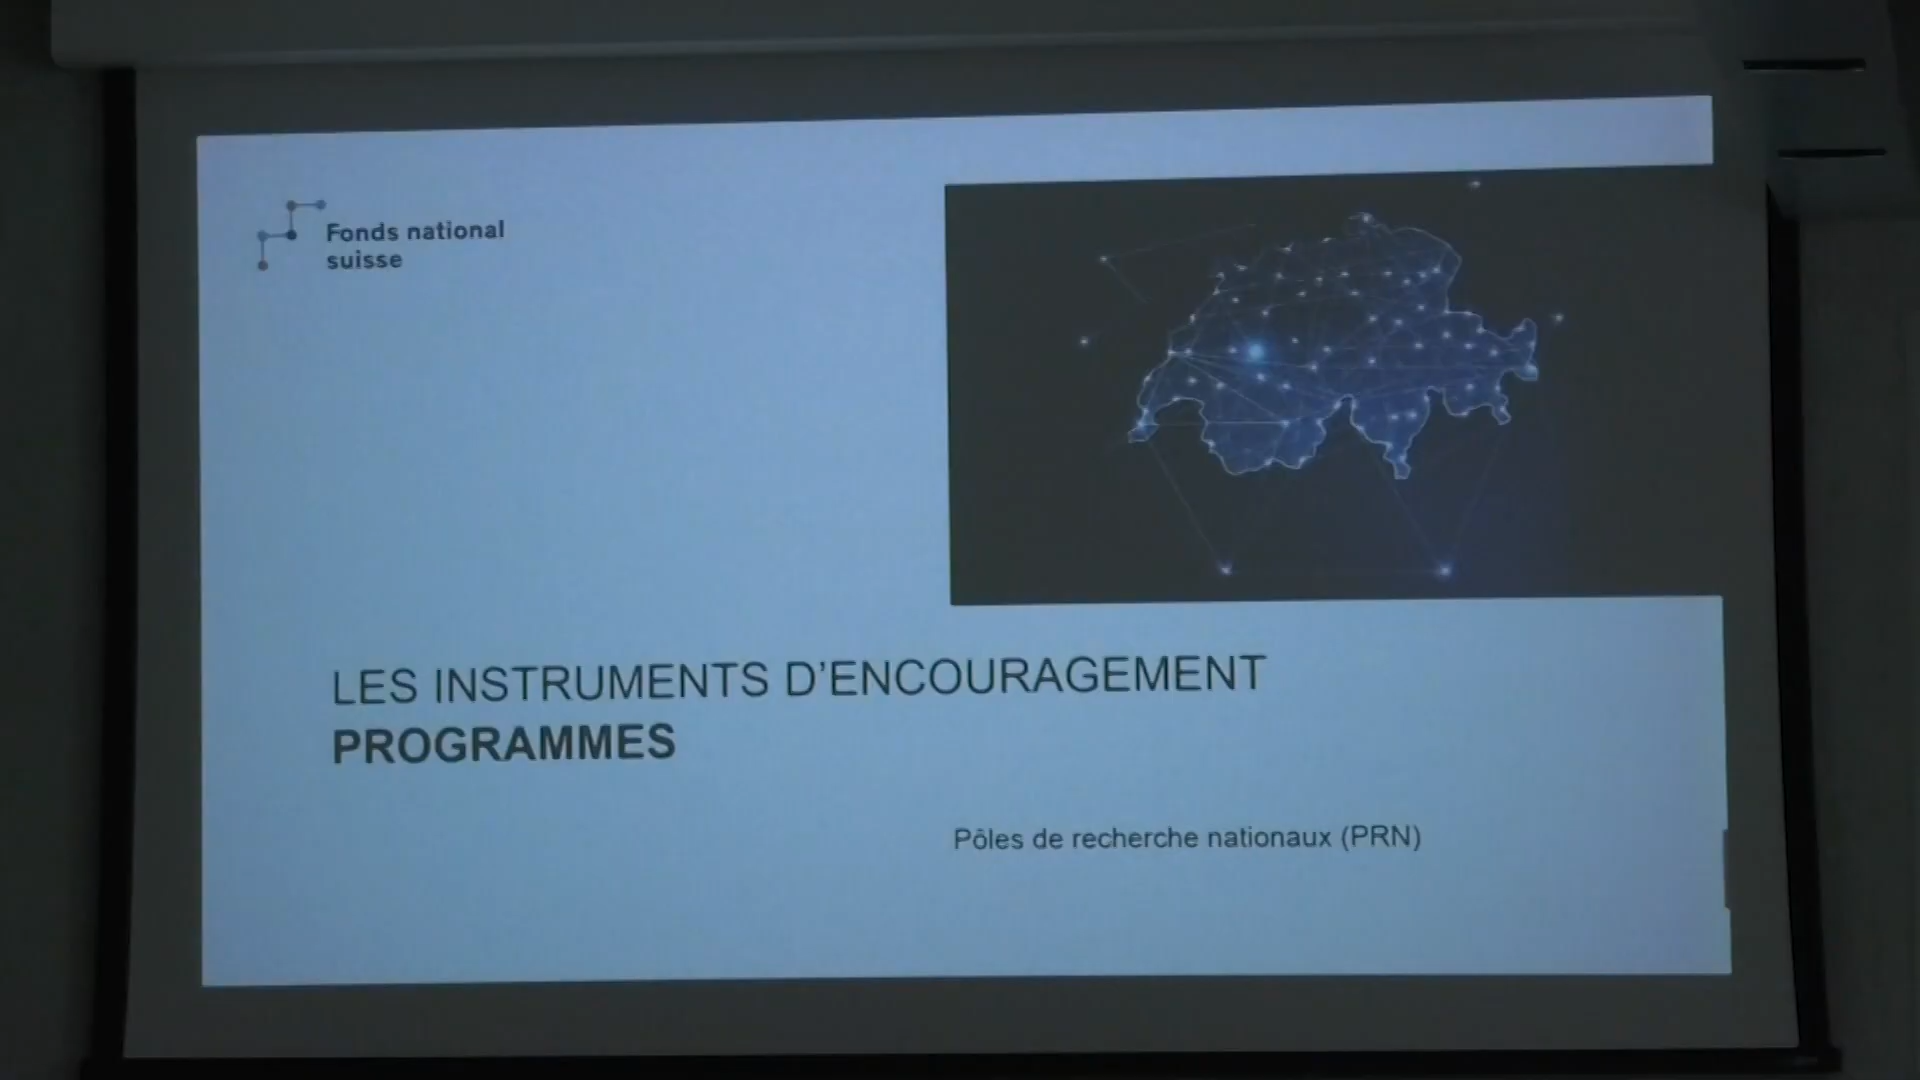 Fonds national
suisse
LES INSTRUMENTS D'ENCOURAGEMENT
PROGRAMMES
Pôles de recherche nationaux (PRN)